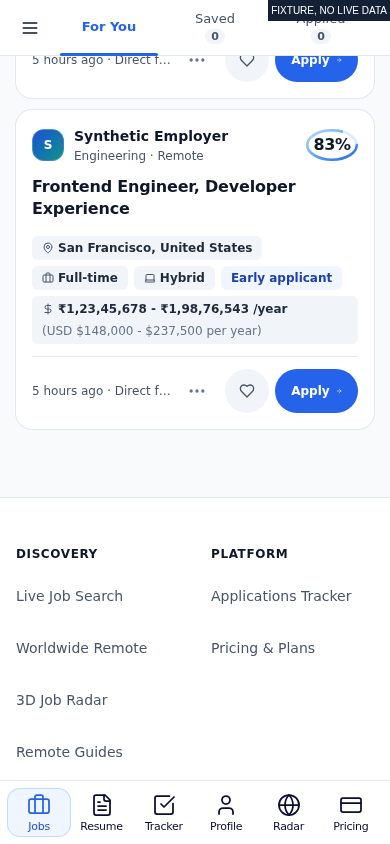 FIXTURE, NO LIVE DATA
For You
Saved
0
Applied
0
5 hours ago · Direct f...
Apply
S
Synthetic Employer
Engineering · Remote
83%
Frontend Engineer, Developer
Experience
San Francisco, United States
Full-time
Hybrid
Early applicant
$ ₹1,23,45,678 - ₹1,98,76,543 /year
(USD $148,000 - $237,500 per year)
5 hours ago · Direct f...
Apply
DISCOVERY
Live Job Search
Worldwide Remote
3D Job Radar
Remote Guides
PLATFORM
Applications Tracker
Pricing & Plans
Jobs
Resume
Tracker
Profile
Radar
Pricing